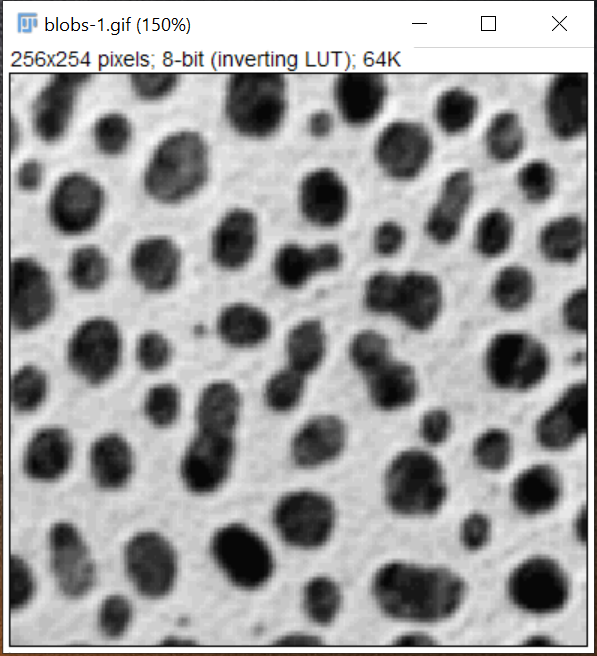 blobs-1.gif (150%)
256x254 pixels; 8-bit (inverting LUT); 64K